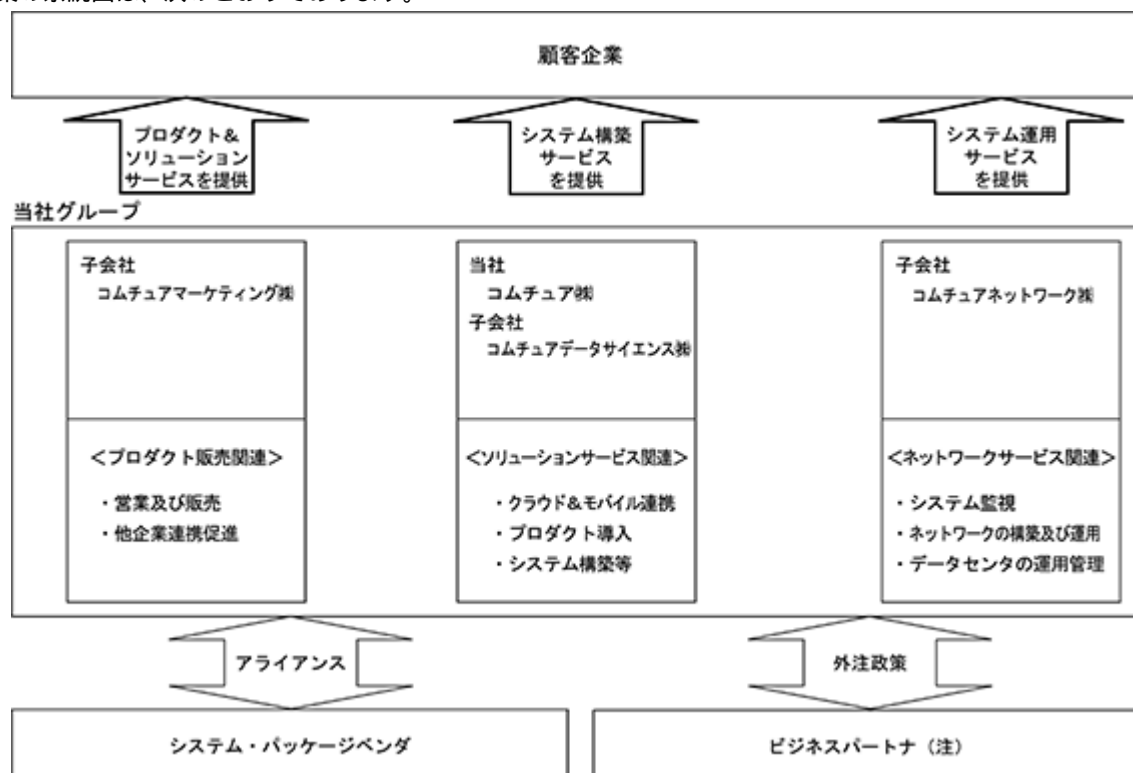 顧客企業
プロダクト&
ソリューション
サービスを提供
システム構築
サービス
を提供
システム運用
サービス
を提供
当社グループ
子会社
コムチュアマーケティング㈱
<プロダクト販売関連>
・営業及び販売
・他企業連携促進
当社
コムチュア㈱
子会社
コムチュアデータサイエンス㈱
<ソリューションサービス関連>
・クラウド&モバイル連携
・プロダクト導入
・システム構築等
子会社
コムチュアネットワーク㈱
<ネットワークサービス関連>
・システム監視
・ネットワークの構築及び運用
・データセンタの運用管理
アライアンス
外注政策
システム・パッケージベンダ
ビジネスパートナ（注）